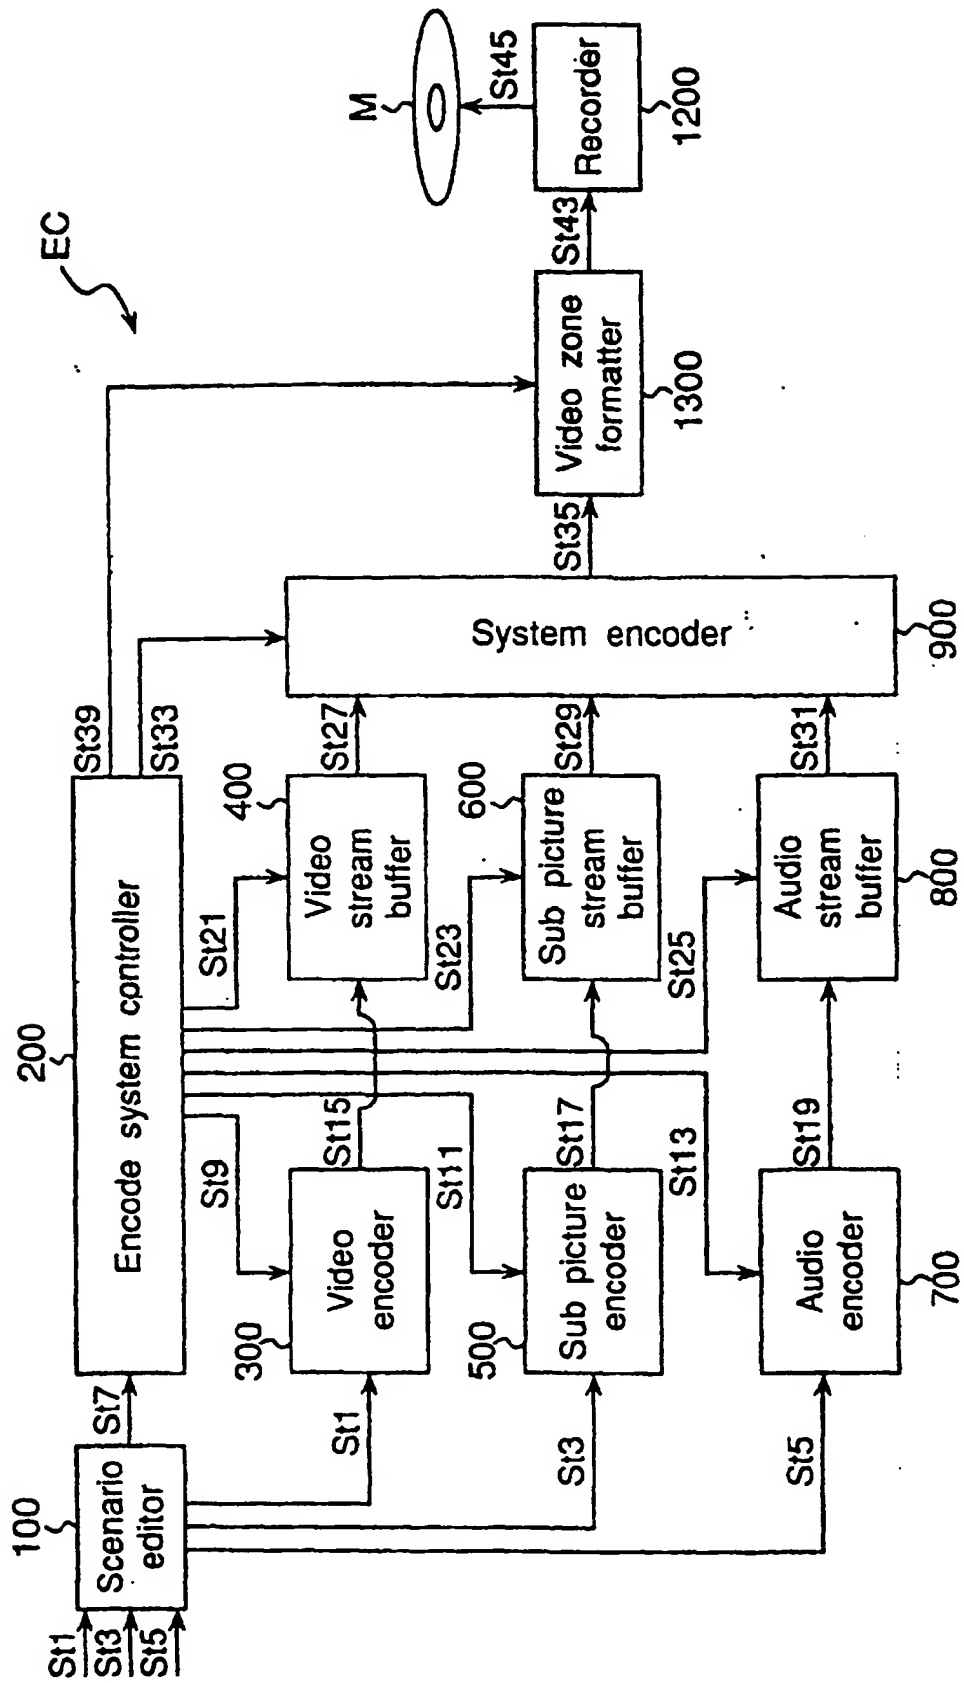 EC
100
Scenario
editor
St1
St3
St5
St7
200
Encode system controller
St39
St33
St9
St21
St11
St23
St13
St25
St1
300
Video
encoder
St15
400
Video
stream
buffer
St27
St3
500
Sub picture
encoder
St17
600
Sub picture
stream
buffer
St29
St5
Audio
encoder
700
St19
Audio
stream
buffer
800
St31
System encoder
900
St35
Video zone
formatter
1300
St43
Recorder
1200
St45
M